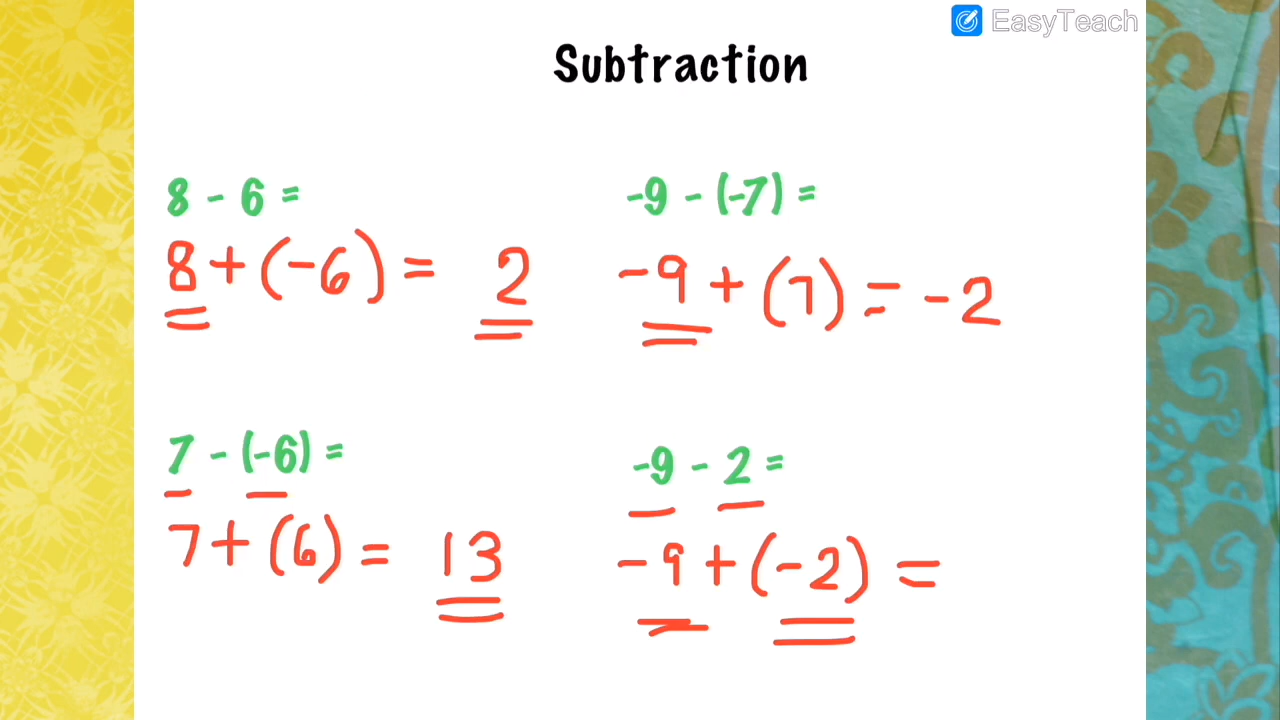 EasyTeach
Subtraction
8 - 6 =
8 + (-6) = 2
-9 - (-7) =
-9 + (7) = -2
7 - (-6) =
7 + (6) = 13
-9 - 2 =
-9 + (-2) =